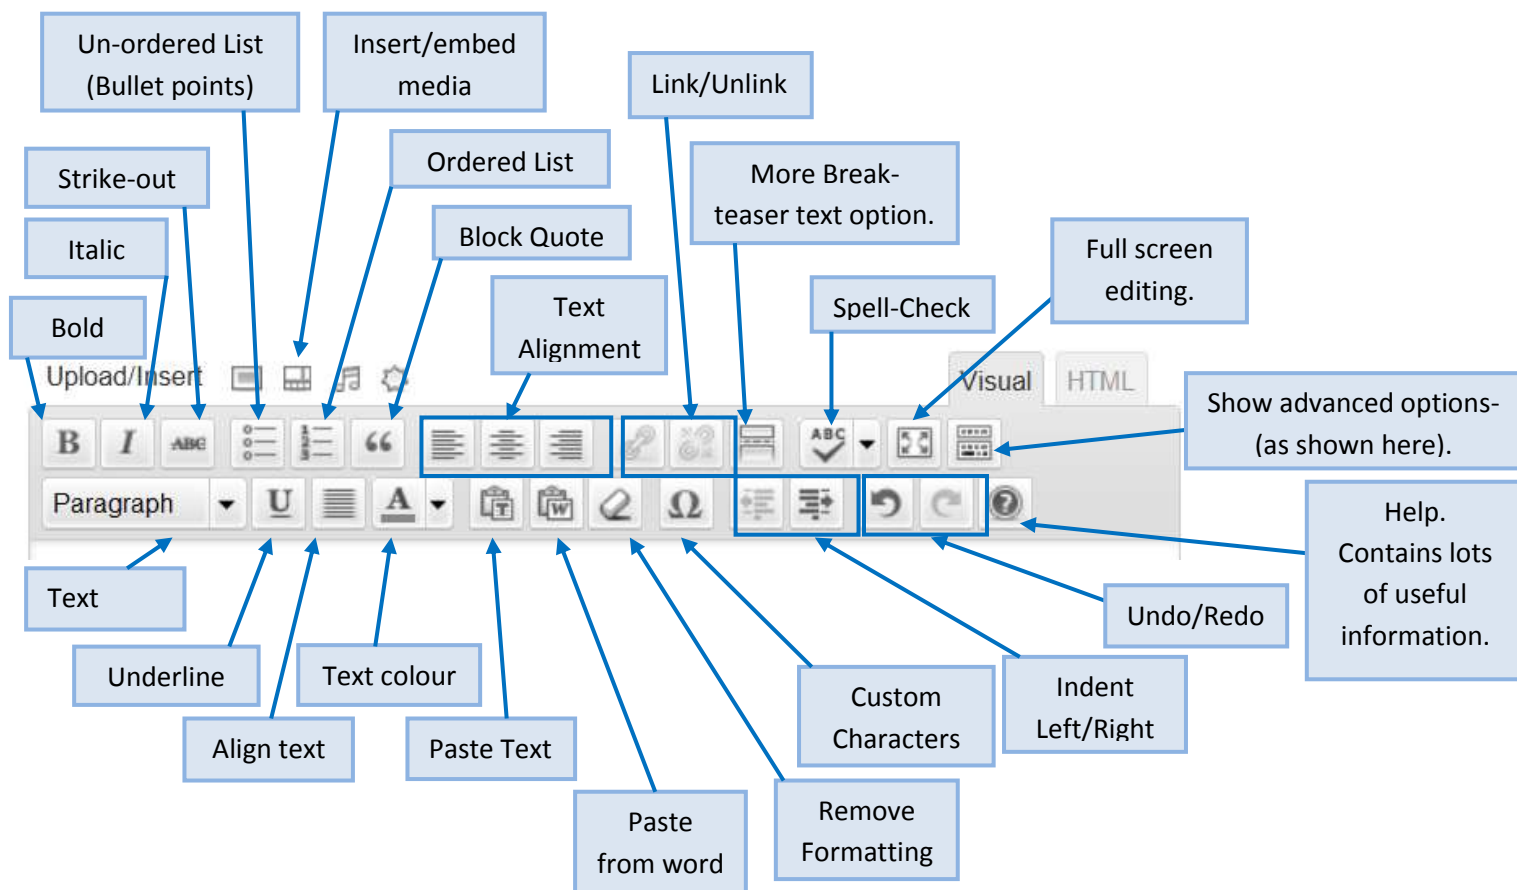 Un-ordered List
(Bullet points)
Insert/embed
media
Link/Unlink
Ordered List
More Break-
teaser text option.
Strike-out
Italic
Block Quote
Full screen
editing.
Text
Alignment
Spell-Check
Bold
Upload/Insert
Visual
HTML
Show advanced options-
(as shown here).
B
I
ABC
66
ABC
Paragraph
U
A
T
W
Ω
?
Help.
Contains lots
of useful
information.
Text
Undo/Redo
Underline
Text colour
Custom
Characters
Indent
Left/Right
Align text
Paste Text
Paste
from word
Remove
Formatting